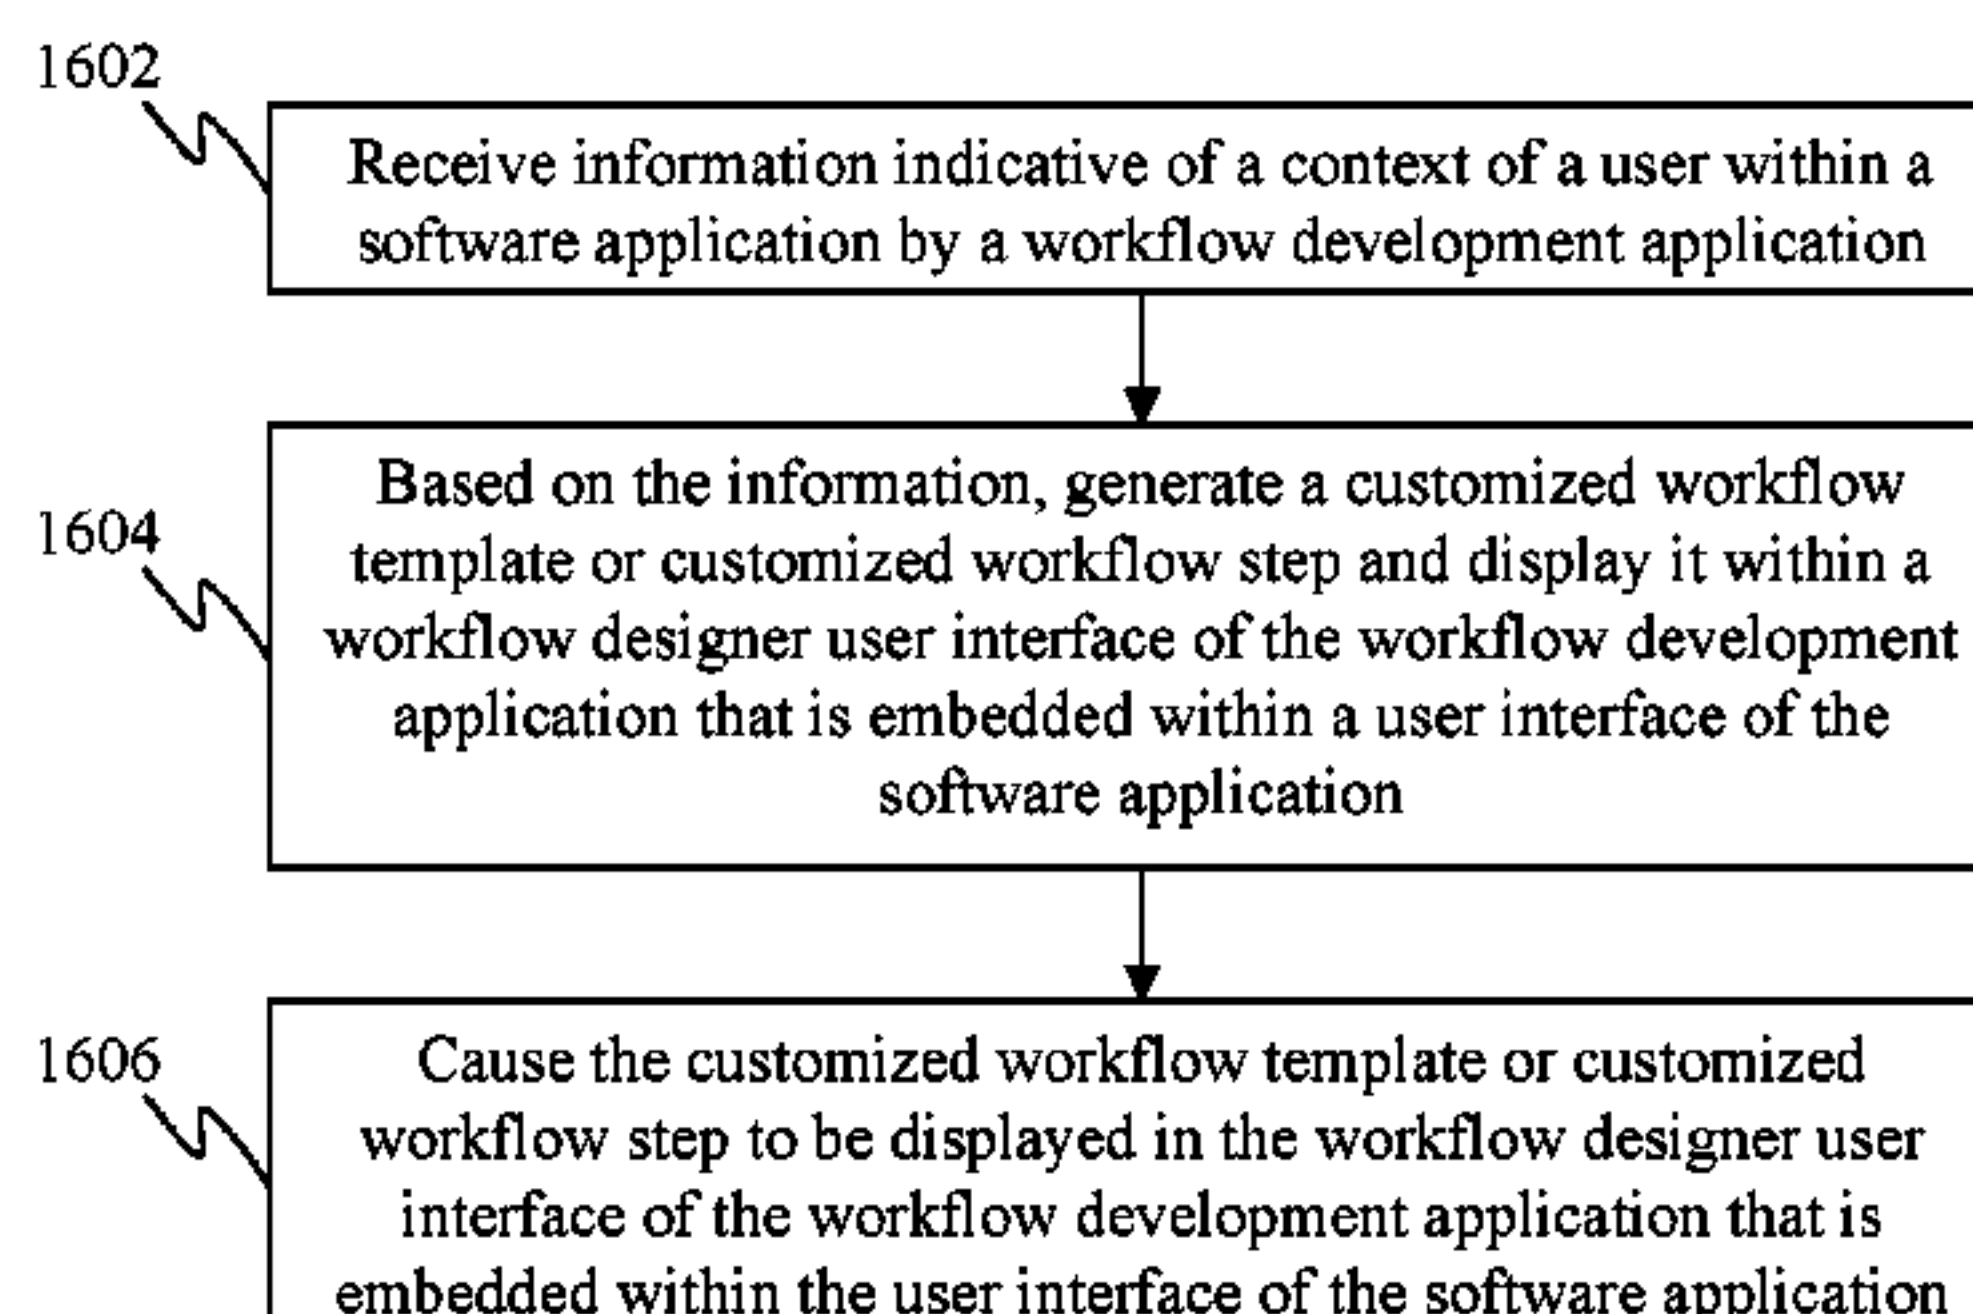 1602
Receive information indicative of a context of a user within a
software application by a workflow development application
1604
Based on the information, generate a customized workflow
template or customized workflow step and display it within a
workflow designer user interface of the workflow development
application that is embedded within a user interface of the
software application
1606
Cause the customized workflow template or customized
workflow step to be displayed in the workflow designer user
interface of the workflow development application that is
embedded within the user interface of the software application